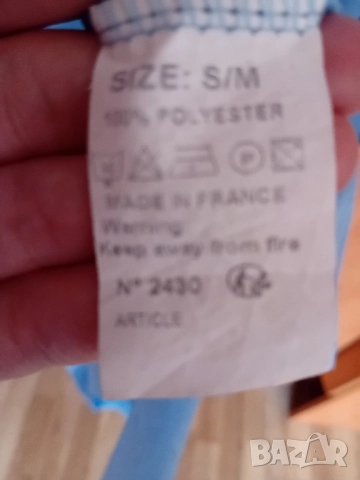 SIZE: S/M
100% POLYESTER
P
MADE IN FRANCE
Warning:
Keep away from fire
N° 2430
ARTICLE
BAZAR